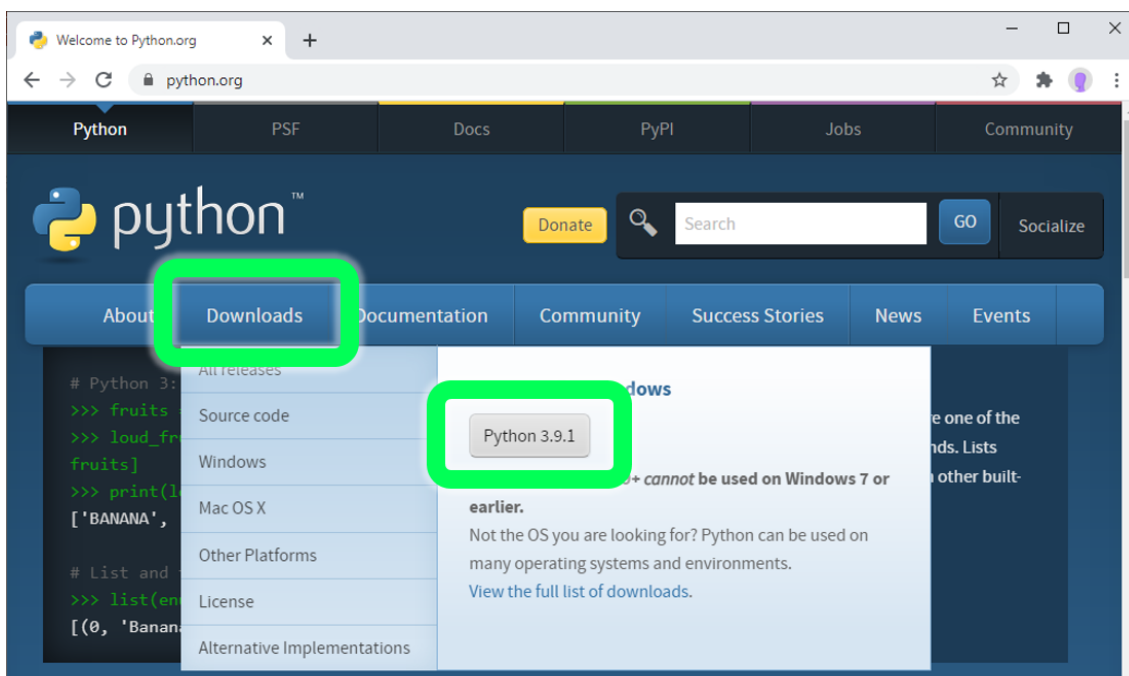 Welcome to Python.org
python.org
Python PSF Docs PyPI Jobs Community
python™
Donate Search GO Socialize
About Downloads Documentation Community Success Stories News Events
All releases
Source code
Windows
Mac OS X
Other Platforms
License
Alternative Implementations
Python 3.9.1
cannot be used on Windows 7 or
earlier.
Not the OS you are looking for? Python can be used on
many operating systems and environments.
View the full list of downloads.
# Python 3:
>>> fruits
>>> loud_fr
fruits]
>>> print(l
['BANANA',
# List and
>>> list(en
[(0, 'Banan
one of the
Lists
other built-